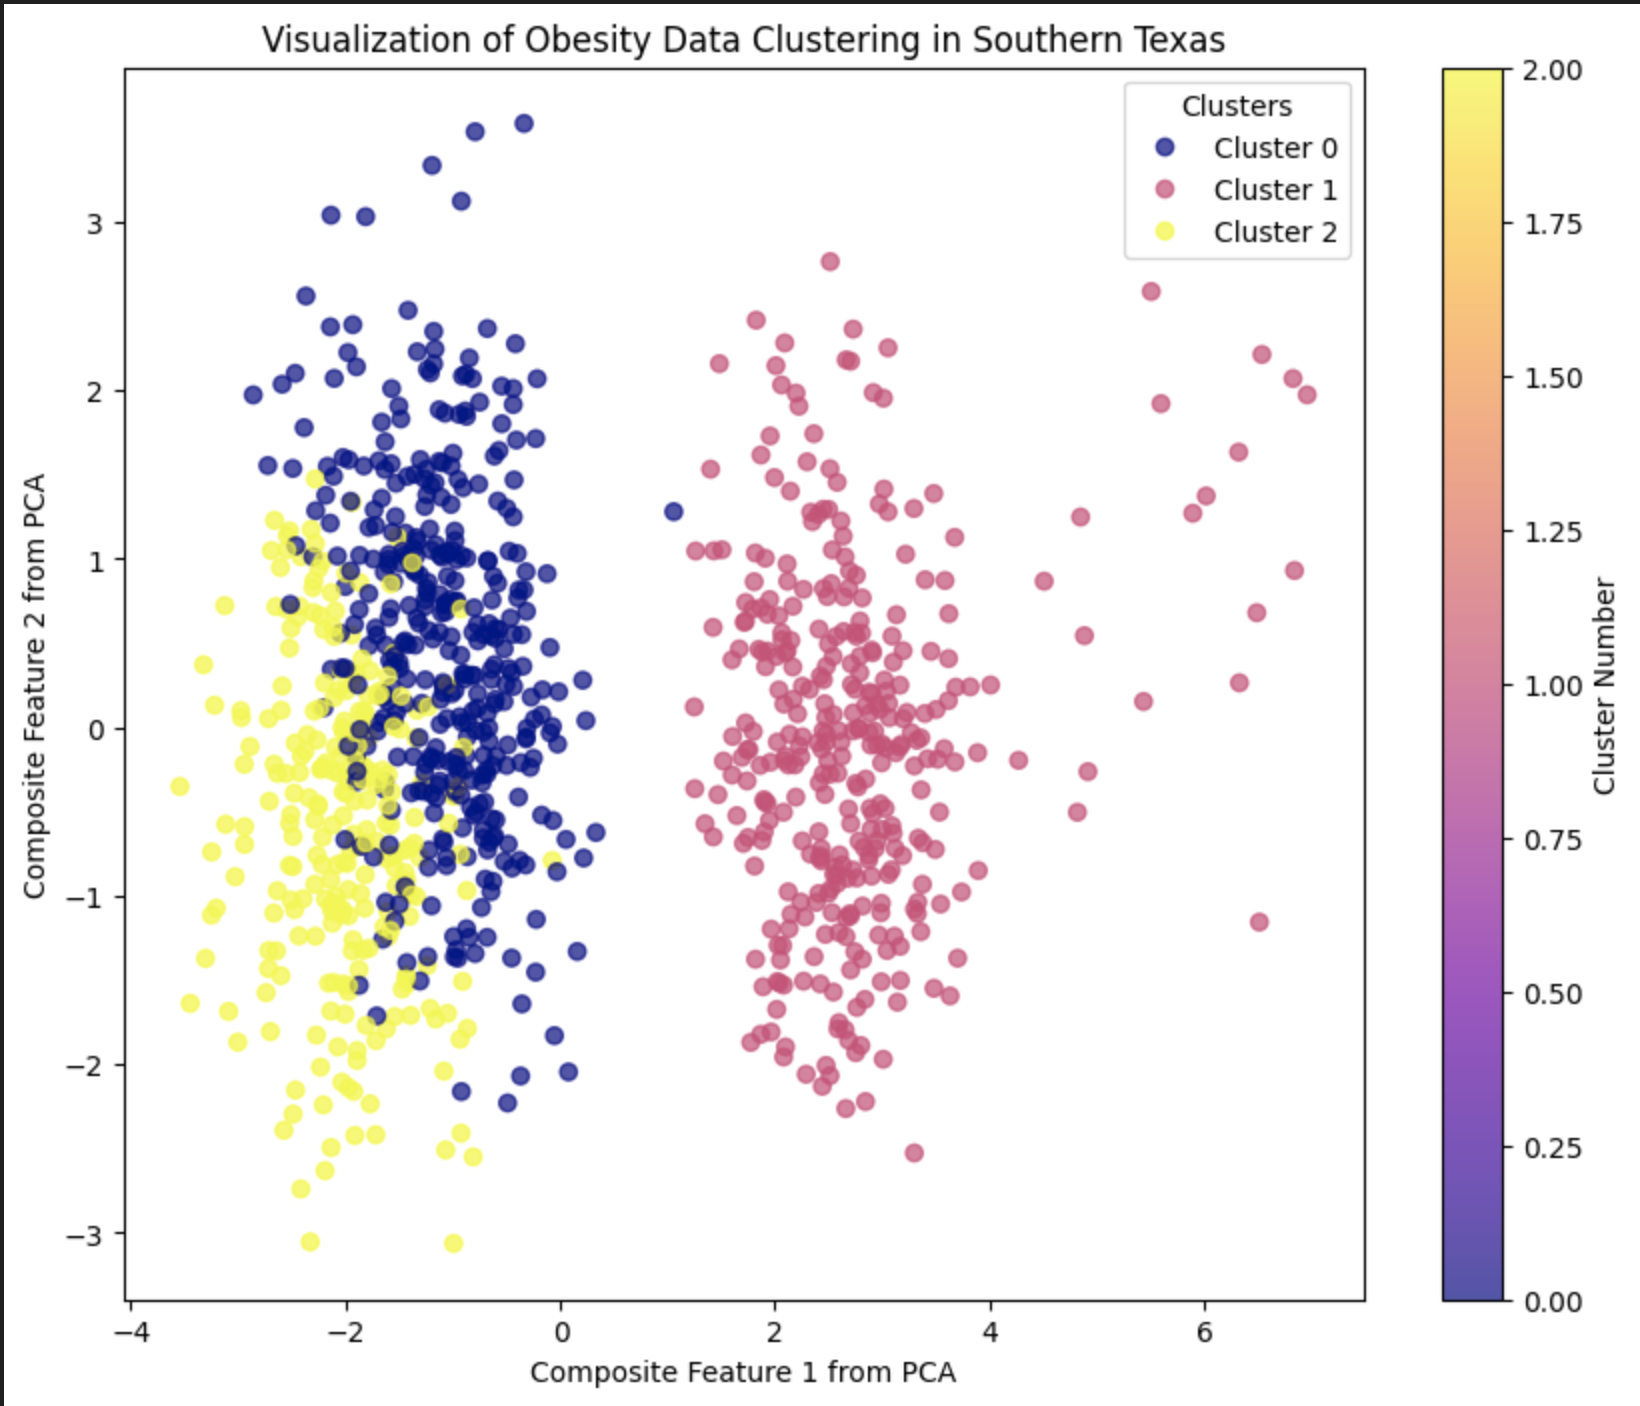 Visualization of Obesity Data Clustering in Southern Texas
Clusters
Cluster 0
Cluster 1
Cluster 2
3
2
1
0
−1
−2
−3
Composite Feature 2 from PCA
−4
−2
0
2
4
6
Composite Feature 1 from PCA
2.00
1.75
1.50
1.25
1.00
0.75
0.50
0.25
0.00
Cluster Number